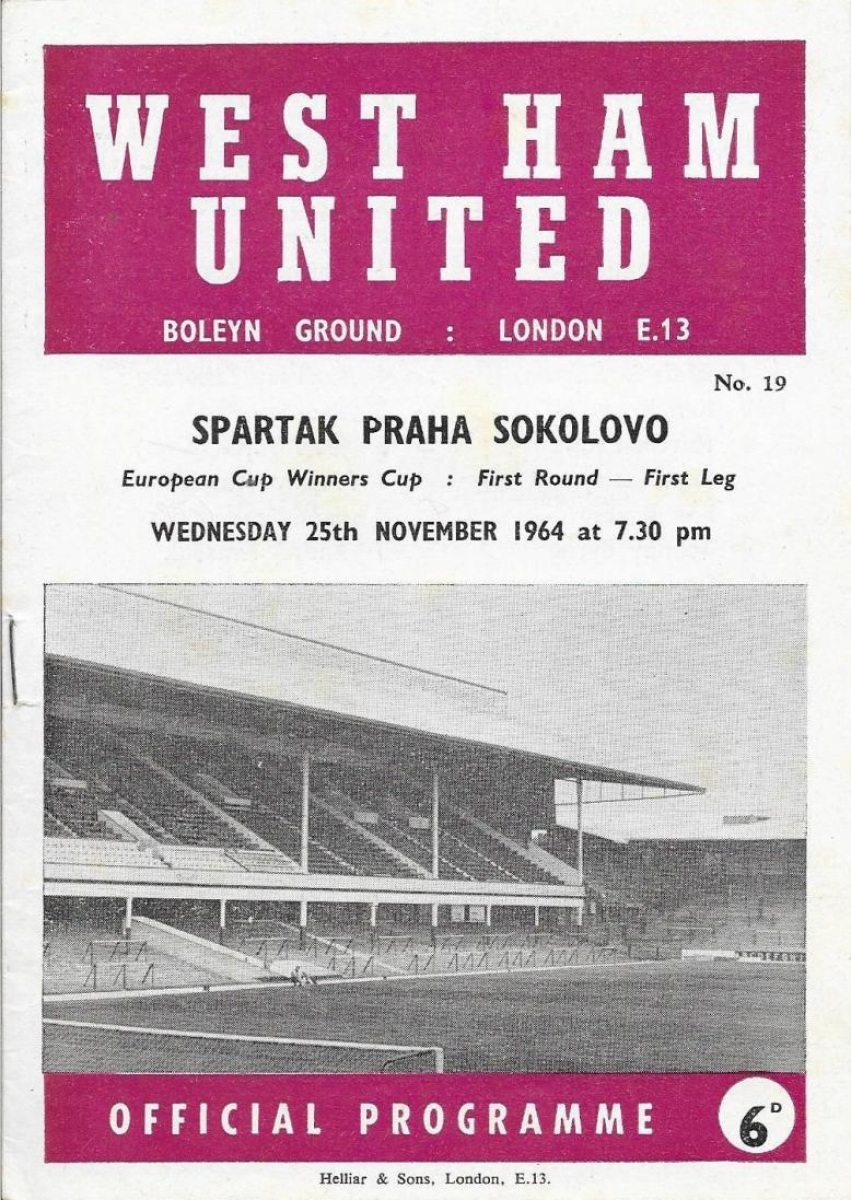 WEST HAM
UNITED
BOLEYN GROUND : LONDON E.13
No. 19
SPARTAK PRAHA SOKOLOVO
European Cup Winners Cup : First Round — First Leg
WEDNESDAY 25th NOVEMBER 1964 at 7.30 pm
OFFICIAL PROGRAMME
6D
Helliar & Sons, London, E.13.